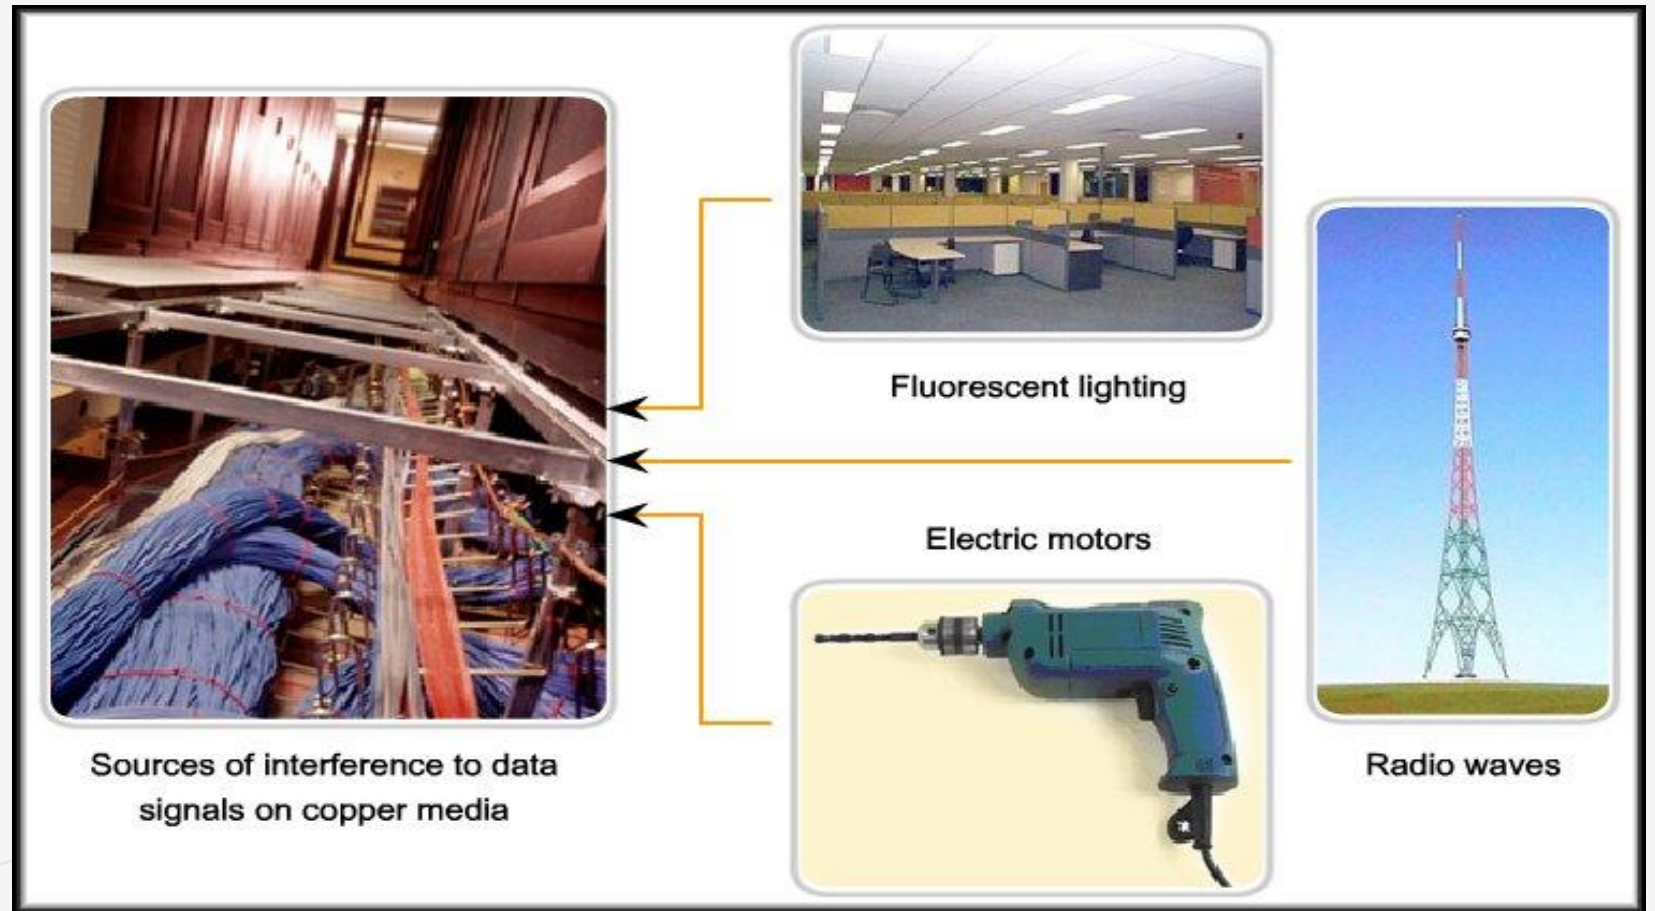 Fluorescent lighting
Electric motors
Sources of interference to data
signals on copper media
Radio waves